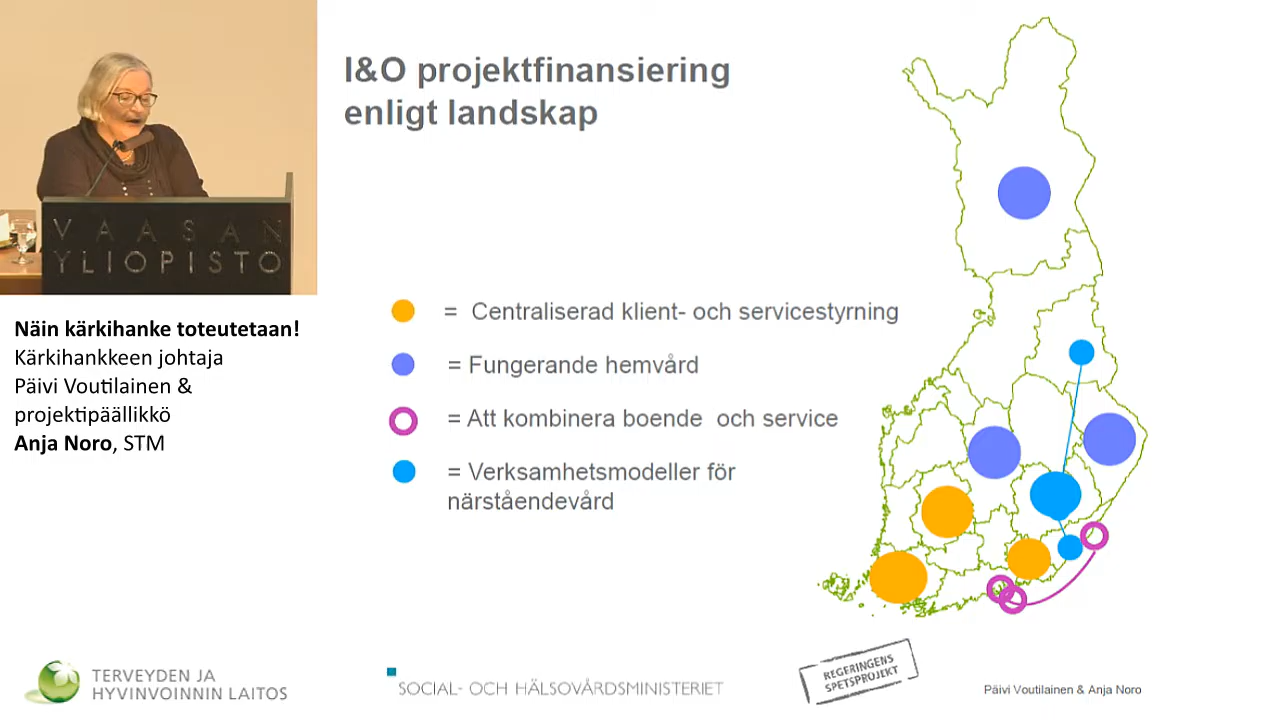 I&O projektfinansiering
enligt landskap
VAASAN
YLIOPISTO
= Centraliserad klient- och servicestyrning
= Fungerande hemvård
= Att kombinera boende och service
= Verksamhetsmodeller för
närståendevård
Näin kärkihanke toteutetaan!
Kärkihankkeen johtaja
Päivi Voutilainen &
projektipäällikkö
Anja Noro, STM
TERVEYDEN JA
HYVINVOINNIN LAITOS
SOCIAL- OCH HÄLSOVÅRDSMINISTERIET
REGERINGENS
SPETSPROJEKT
Päivi Voutilainen & Anja Noro